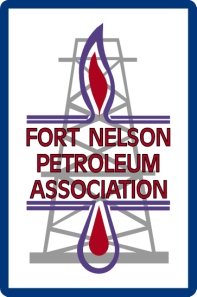 FORT NELSON
PETROLEUM
ASSOCIATION